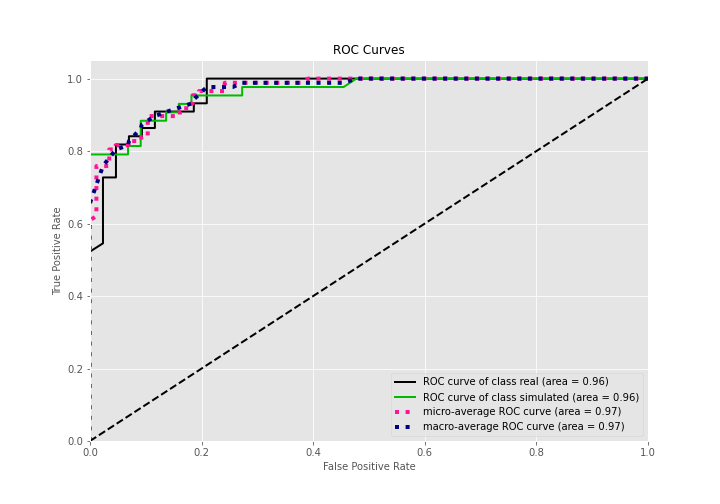 ROC Curves
True Positive Rate
1.0
0.8
0.6
0.4
0.2
0.0
ROC curve of class real (area = 0.96)
ROC curve of class simulated (area = 0.96)
micro-average ROC curve (area = 0.97)
macro-average ROC curve (area = 0.97)
0.0 0.2 0.4 0.6 0.8 1.0
False Positive Rate